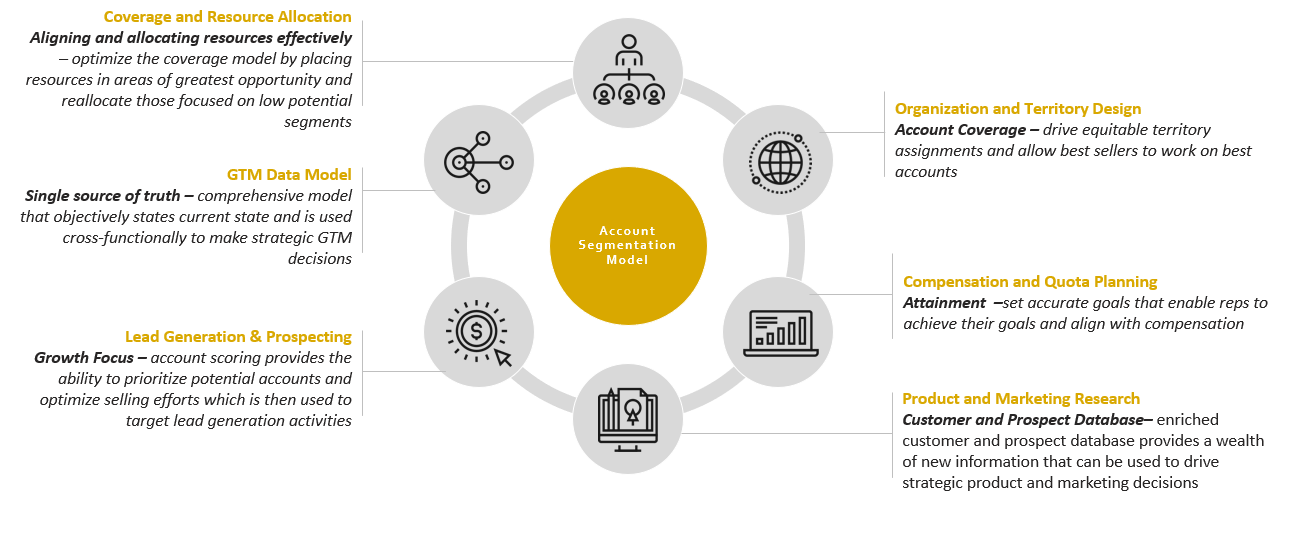 Coverage and Resource Allocation
Aligning and allocating resources effectively
– optimize the coverage model by placing
resources in areas of greatest opportunity and
reallocate those focused on low potential
segments
GTM Data Model
Single source of truth – comprehensive model
that objectively states current state and is used
cross-functionally to make strategic GTM
decisions
Lead Generation & Prospecting
Growth Focus – account scoring provides the
ability to prioritize potential accounts and
optimize selling efforts which is then used to
target lead generation activities
Account
Segmentation
Model
$
Organization and Territory Design
Account Coverage – drive equitable territory
assignments and allow best sellers to work on best
accounts
Compensation and Quota Planning
Attainment –set accurate goals that enable reps to
achieve their goals and align with compensation
Product and Marketing Research
Customer and Prospect Database– enriched
customer and prospect database provides a wealth
of new information that can be used to drive
strategic product and marketing decisions